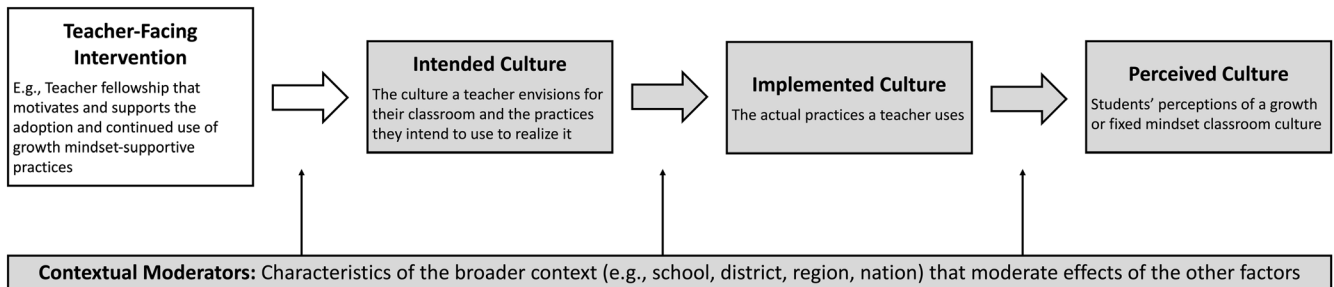 Teacher-Facing
Intervention
E.g., Teacher fellowship that
motivates and supports the
adoption and continued use of
growth mindset-supportive
practices
Intended Culture
The culture a teacher envisions for
their classroom and the practices
they intend to use to realize it
Implemented Culture
The actual practices a teacher uses
Perceived Culture
Students’ perceptions of a growth
or fixed mindset classroom culture
Contextual Moderators: Characteristics of the broader context (e.g., school, district, region, nation) that moderate effects of the other factors